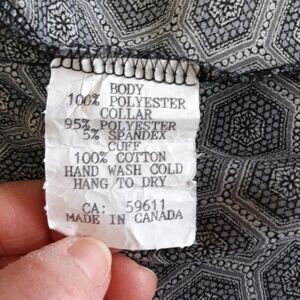 BODY
100% POLYESTER
COLLAR
95% POLYESTER
5% SPANDEX
CUFF
100% COTTON
HAND WASH COLD
HANG TO DRY
CA: 59611
MADE IN CANADA